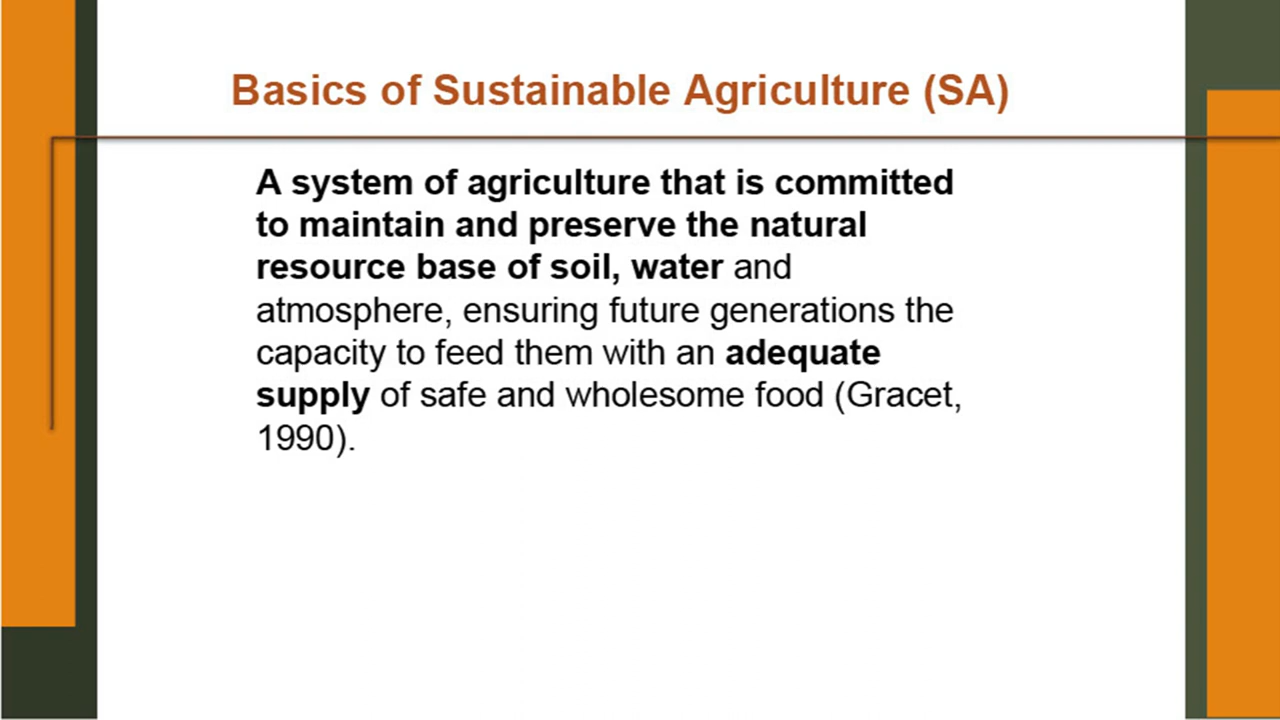 Basics of Sustainable Agriculture (SA)
A system of agriculture that is committed
to maintain and preserve the natural
resource base of soil, water and
atmosphere, ensuring future generations the
capacity to feed them with an adequate
supply of safe and wholesome food (Gracet,
1990).